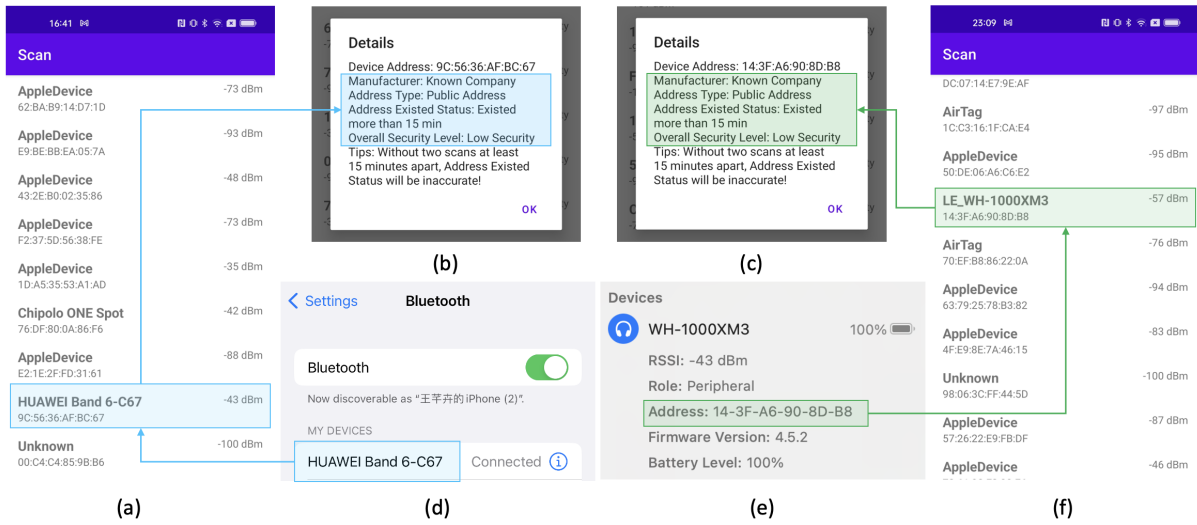 16:41
Scan
AppleDevice -73 dBm
62:BA:B9:14:D7:1D
AppleDevice -93 dBm
E9:BE:BB:EA:05:7A
AppleDevice -48 dBm
43:2E:B0:02:35:86
AppleDevice -73 dBm
F2:37:5D:56:38:FE
AppleDevice -35 dBm
1D:A5:35:53:A1:AD
Chipolo ONE Spot -42 dBm
76:DF:80:0A:86:F6
AppleDevice -88 dBm
E2:1E:2F:FD:31:61
HUAWEI Band 6-C67 -43 dBm
9C:56:36:AF:BC:67
Unknown -100 dBm
00:C4:C4:85:9B:B6
(a)
Details
Device Address: 9C:56:36:AF:BC:67
Manufacturer: Known Company
Address Type: Public Address
Address Existed Status: Existed
more than 15 min
Overall Security Level: Low Security
Tips: Without two scans at least
15 minutes apart, Address Existed
Status will be inaccurate!
OK
(b)
Details
Device Address: 14:3F:A6:90:8D:B8
Manufacturer: Known Company
Address Type: Public Address
Address Existed Status: Existed
more than 15 min
Overall Security Level: Low Security
Tips: Without two scans at least
15 minutes apart, Address Existed
Status will be inaccurate!
OK
(c)
Settings Bluetooth
Bluetooth
Now discoverable as “王芊卉的 iPhone (2)”.
MY DEVICES
HUAWEI Band 6-C67 Connected
(d)
Devices
WH-1000XM3 100%
RSSI: -43 dBm
Role: Peripheral
Address: 14-3F-A6-90-8D-B8
Firmware Version: 4.5.2
Battery Level: 100%
(e)
23:09
Scan
DC:07:14:E7:9E:AF
AirTag -97 dBm
1C:C3:16:1F:CA:E4
AppleDevice -95 dBm
50:DE:06:A6:C6:E2
LE_WH-1000XM3 -57 dBm
14:3F:A6:90:8D:B8
AirTag -76 dBm
70:EF:B8:86:22:0A
AppleDevice -94 dBm
63:79:25:78:B3:82
AppleDevice -83 dBm
4F:E9:8E:7A:46:15
Unknown -100 dBm
98:06:3C:FF:44:5D
AppleDevice -87 dBm
57:26:22:E9:FB:DF
AppleDevice -46 dBm
(f)